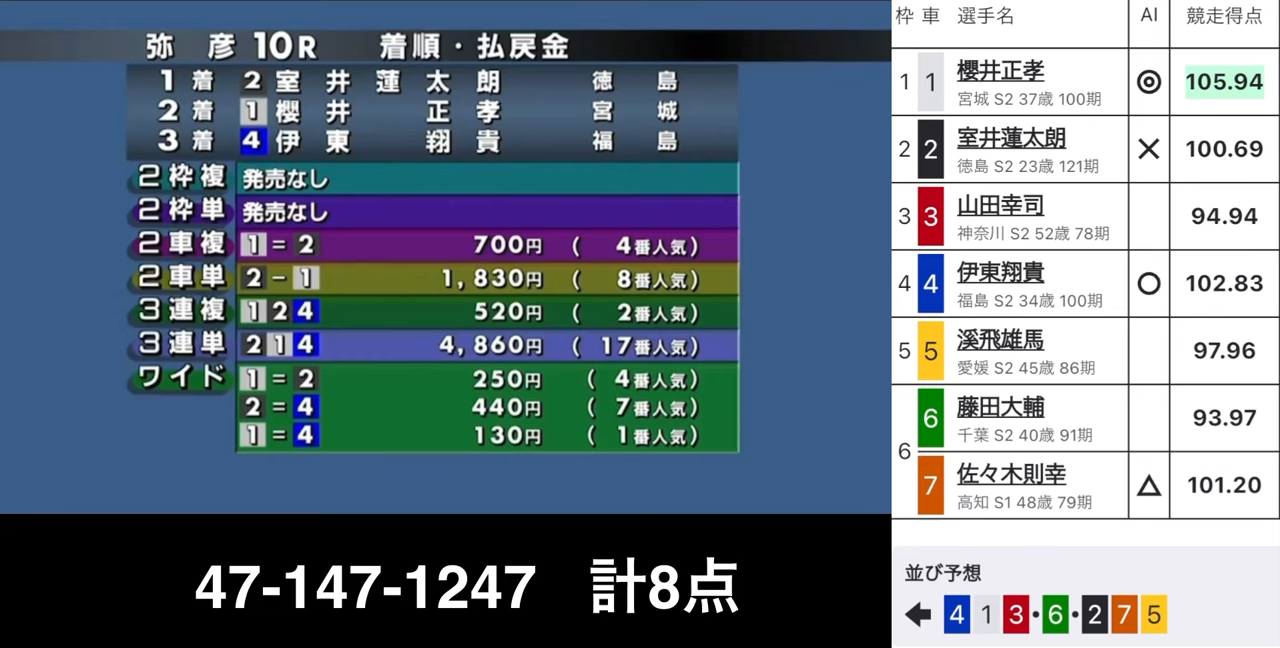 弥彦10R 着順・払戻金
1着 2 室井蓮太朗 徳島
2着 1 櫻井正孝 宮城
3着 4 伊東翔貴 福島
2枠複 発売なし
2枠単 発売なし
2車複 1=2 700円 ( 4番人気)
2車単 2-1 1,830円 ( 8番人気)
3連複 1 2 4 520円 ( 2番人気)
3連単 2 1 4 4,860円 ( 17番人気)
ワイド 1=2 250円 ( 4番人気)
2=4 440円 ( 7番人気)
1=4 130円 ( 1番人気)
47-147-1247 計8点
枠 車 選手名 AI 競走得点
1 1 櫻井正孝 ◎ 105.94
宮城 S2 37歳 100期
2 2 室井蓮太朗 × 100.69
徳島 S2 23歳 121期
3 3 山田幸司 94.94
神奈川 S2 52歳 78期
4 4 伊東翔貴 ○ 102.83
福島 S2 34歳 100期
5 5 溪飛雄馬 97.96
愛媛 S2 45歳 86期
6 6 藤田大輔 93.97
千葉 S2 40歳 91期
7 佐々木則幸 △ 101.20
高知 S1 48歳 79期
並び予想
← 4 1 3・6・2 7 5